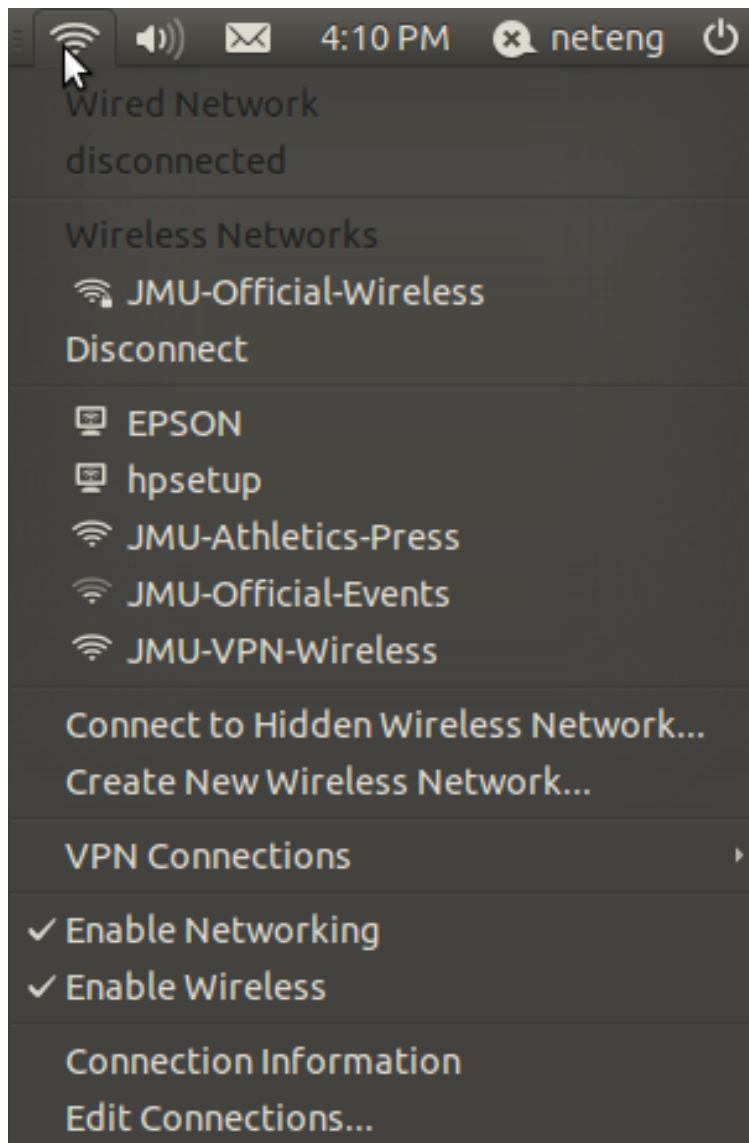 4:10 PM neteng
Wired Network
disconnected
Wireless Networks
JMU-Official-Wireless
Disconnect
EPSON
hpsetup
JMU-Athletics-Press
JMU-Official-Events
JMU-VPN-Wireless
Connect to Hidden Wireless Network...
Create New Wireless Network...
VPN Connections
Enable Networking
Enable Wireless
Connection Information
Edit Connections...